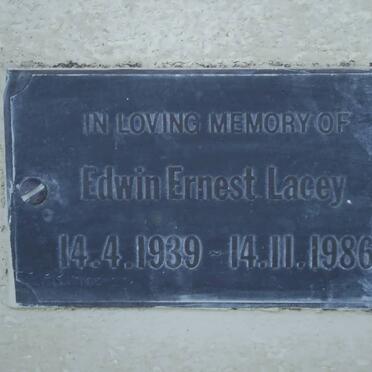 IN LOVING MEMORY OF
Edwin Ernest Lacey
14.4.1939 - 14.11.1986